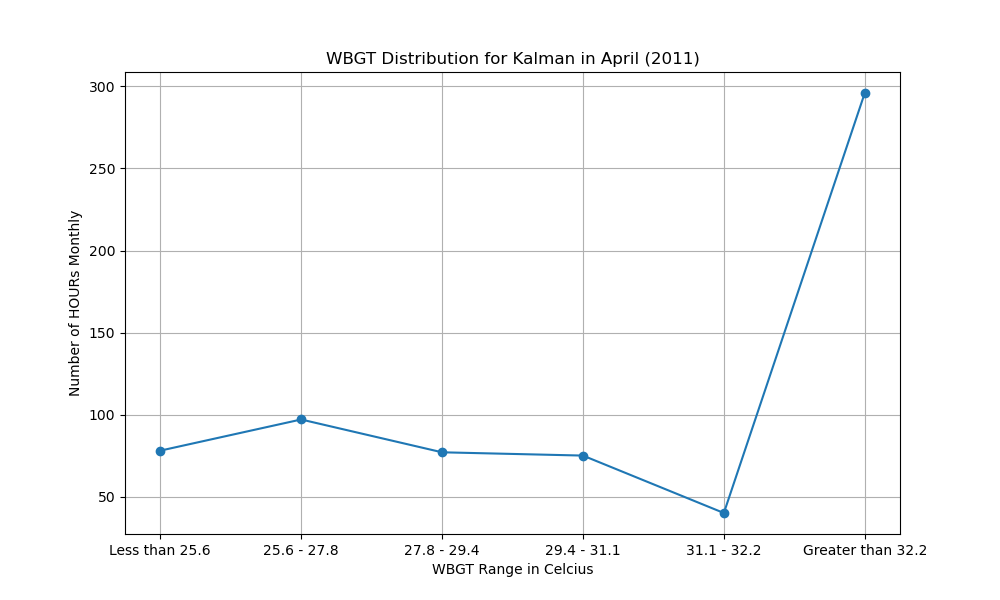 WBGT Distribution for Kalman in April (2011)
300
250
200
150
100
50
Number of HOURs Monthly
Less than 25.6
25.6 - 27.8
27.8 - 29.4
29.4 - 31.1
31.1 - 32.2
Greater than 32.2
WBGT Range in Celcius